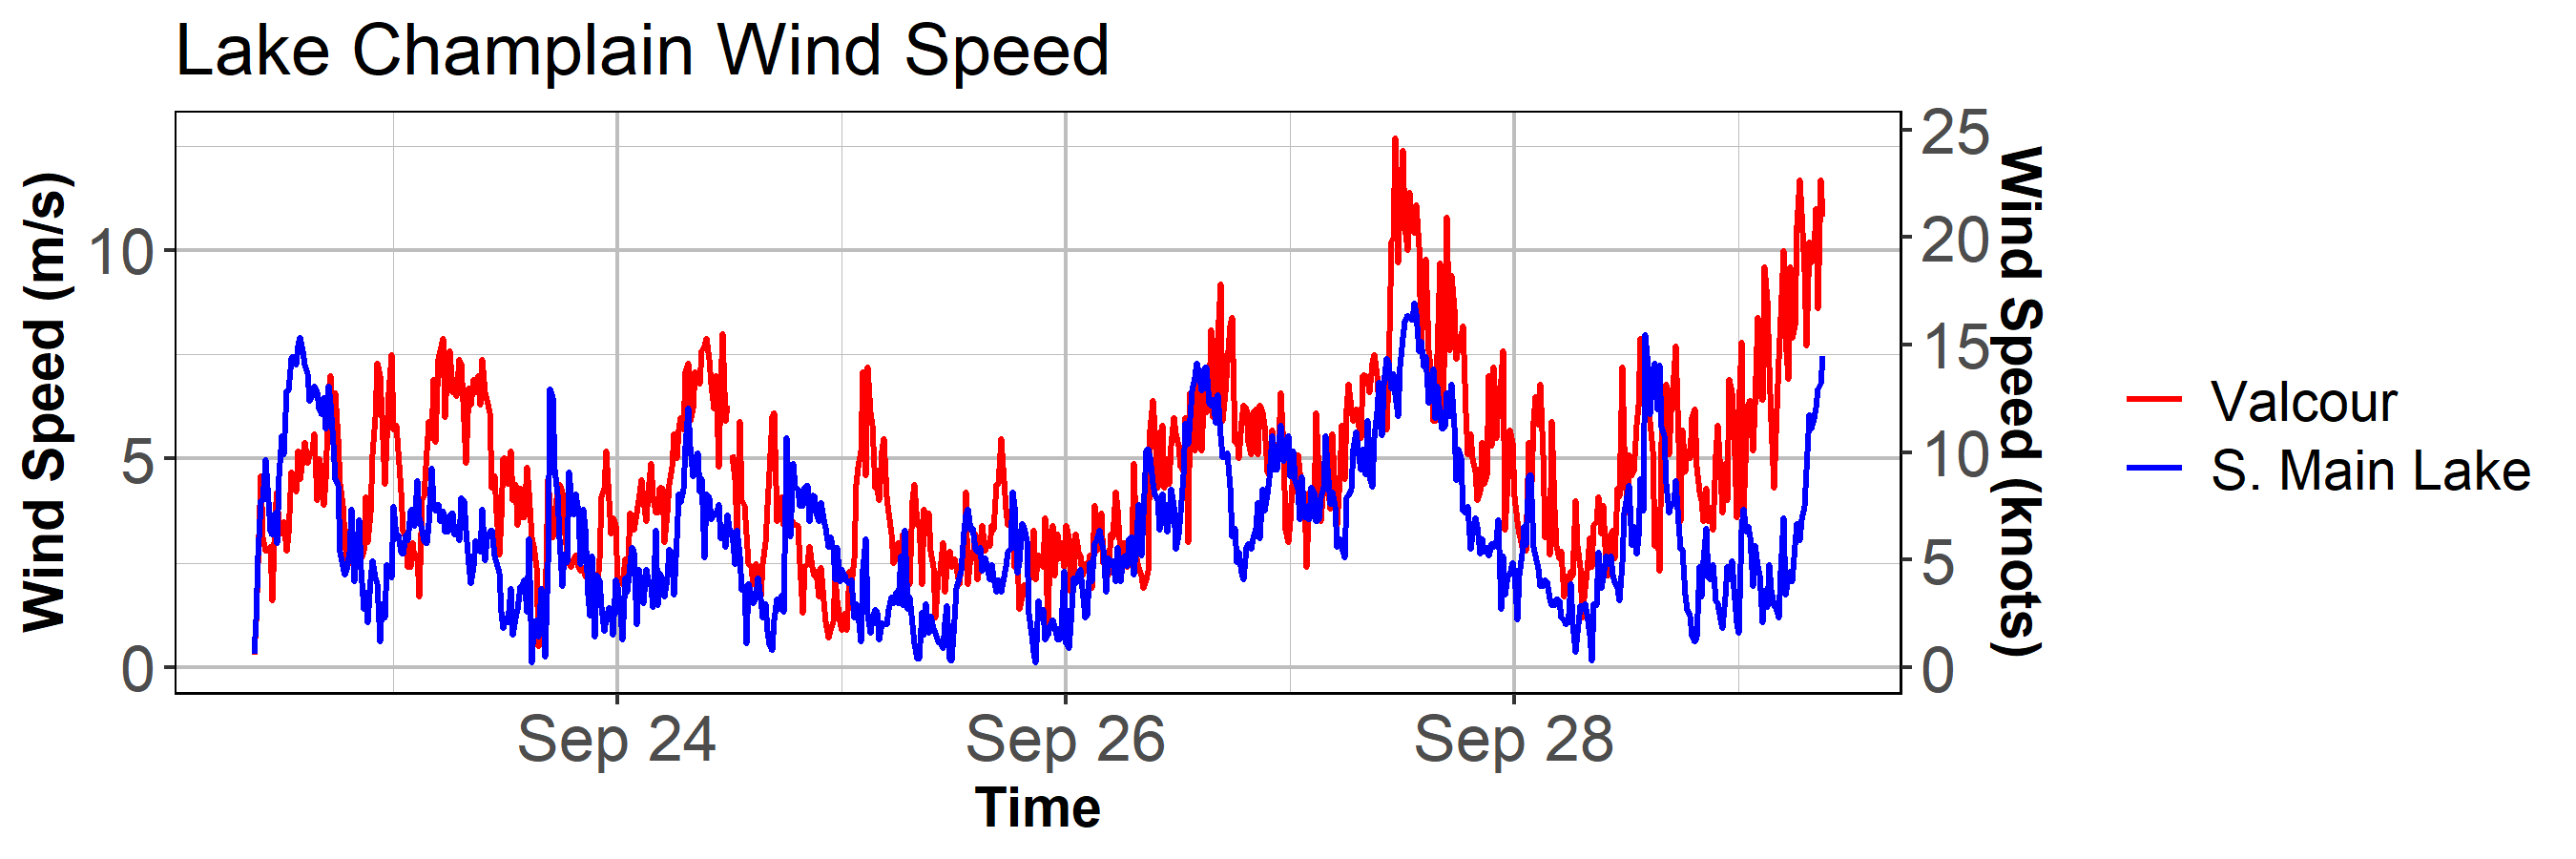 Lake Champlain Wind Speed
Wind Speed (m/s)
10
5
0
25
20
15
10
5
0
Wind Speed (knots)
Sep 24
Sep 26
Sep 28
Time
Valcour
S. Main Lake